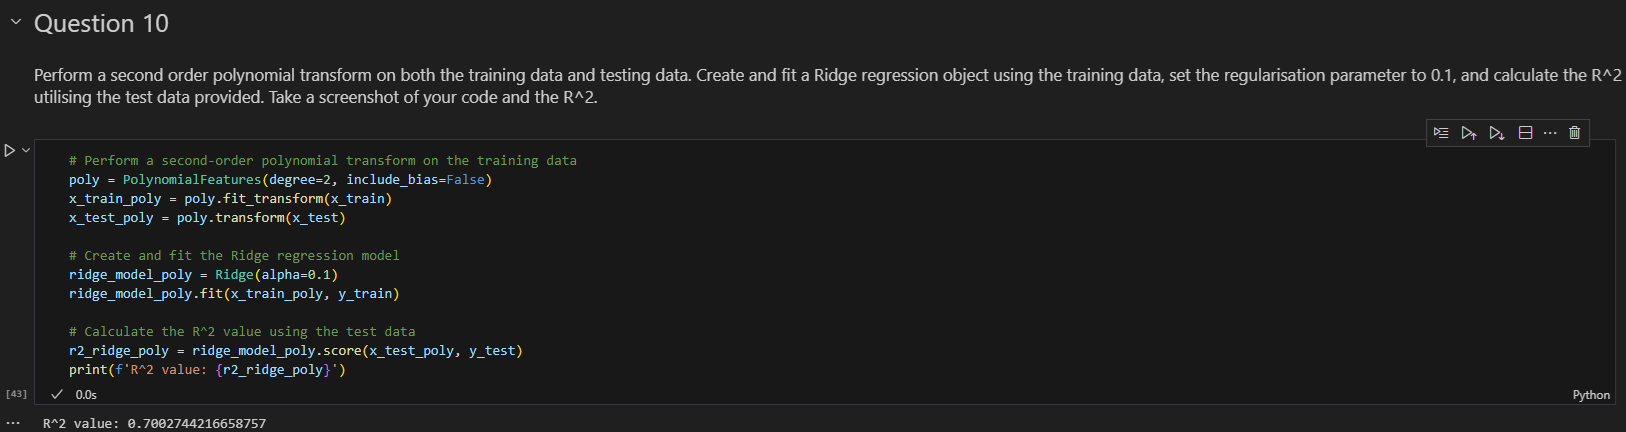 Question 10
Perform a second order polynomial transform on both the training data and testing data. Create and fit a Ridge regression object using the training data, set the regularisation parameter to 0.1, and calculate the R^2
utilising the test data provided. Take a screenshot of your code and the R^2.
# Perform a second-order polynomial transform on the training data
poly = PolynomialFeatures(degree=2, include_bias=False)
x_train_poly = poly.fit_transform(x_train)
x_test_poly = poly.transform(x_test)
# Create and fit the Ridge regression model
ridge_model_poly = Ridge(alpha=0.1)
ridge_model_poly.fit(x_train_poly, y_train)
# Calculate the R^2 value using the test data
r2_ridge_poly = ridge_model_poly.score(x_test_poly, y_test)
print(f'R^2 value: {r2_ridge_poly}')
[43] 0.0s Python
R^2 value: 0.7002744216658757